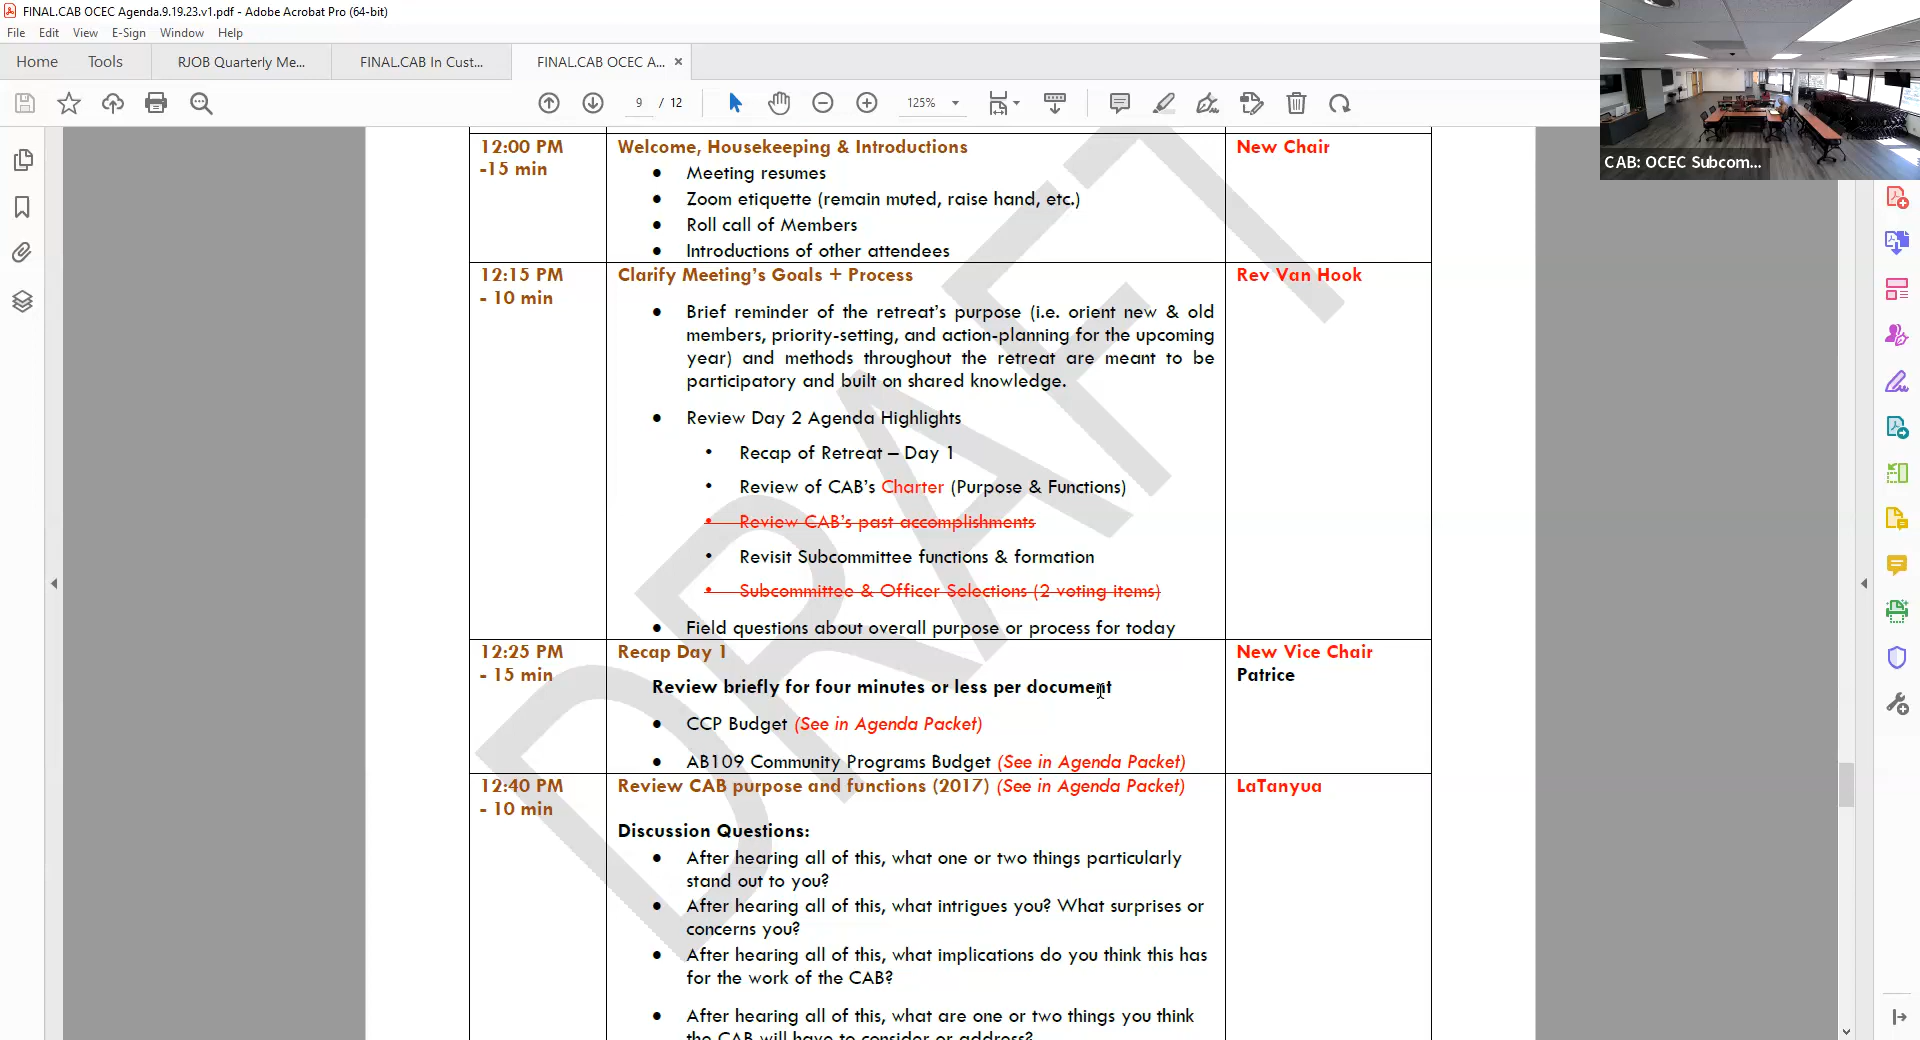 FINAL.CAB OCEC Agenda.9.19.23.v1.pdf - Adobe Acrobat Pro (64-bit)
File Edit View E-Sign Window Help
Home Tools RJOB Quarterly Me... FINAL.CAB In Cust... FINAL.CAB OCEC A... ×
9 / 12 125%
CAB: OCEC Subcom...
12:00 PM Welcome, Housekeeping & Introductions New Chair
-15 min
• Meeting resumes
• Zoom etiquette (remain muted, raise hand, etc.)
• Roll call of Members
• Introductions of other attendees
12:15 PM Clarify Meeting's Goals + Process Rev Van Hook
- 10 min
• Brief reminder of the retreat's purpose (i.e. orient new & old
members, priority-setting, and action-planning for the upcoming
year) and methods throughout the retreat are meant to be
participatory and built on shared knowledge.
• Review Day 2 Agenda Highlights
• Recap of Retreat – Day 1
• Review of CAB's Charter (Purpose & Functions)
• Review CAB's past accomplishments
• Revisit Subcommittee functions & formation
• Subcommittee & Officer Selections (2 voting items)
• Field questions about overall purpose or process for today
12:25 PM Recap Day 1 New Vice Chair
- 15 min Patrice
Review briefly for four minutes or less per document
• CCP Budget (See in Agenda Packet)
• AB109 Community Programs Budget (See in Agenda Packet)
12:40 PM Review CAB purpose and functions (2017) (See in Agenda Packet) LaTanyua
- 10 min
Discussion Questions:
• After hearing all of this, what one or two things particularly
stand out to you?
• After hearing all of this, what intrigues you? What surprises or
concerns you?
• After hearing all of this, what implications do you think this has
for the work of the CAB?
• After hearing all of this, what are one or two things you think
the CAB will have to consider or address?
DRAFT